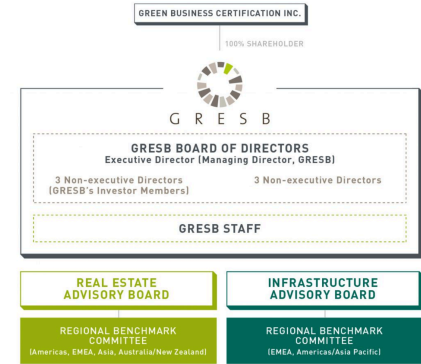 GREEN BUSINESS CERTIFICATION INC.
100% SHAREHOLDER
GRESB
GRESB BOARD OF DIRECTORS
Executive Director (Managing Director, GRESB)
3 Non-executive Directors
(GRESB's Investor Members)
3 Non-executive Directors
GRESB STAFF
REAL ESTATE
ADVISORY BOARD
INFRASTRUCTURE
ADVISORY BOARD
REGIONAL BENCHMARK
COMMITTEE
(Americas, EMEA, Asia, Australia/New Zealand)
REGIONAL BENCHMARK
COMMITTEE
(EMEA, Americas/Asia Pacific)